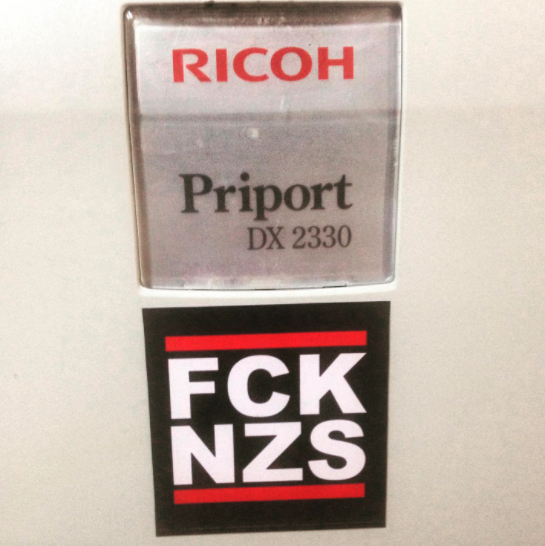 RICOH
Priport
DX 2330
FCK
NZS